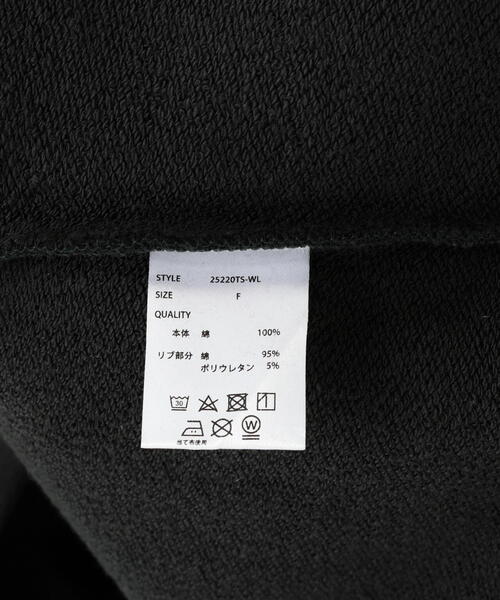 STYLE 25220TS-WL
SIZE F
QUALITY
本体 綿 100%
リブ部分 綿 95%
ポリウレタン 5%
30
W
当て布使用